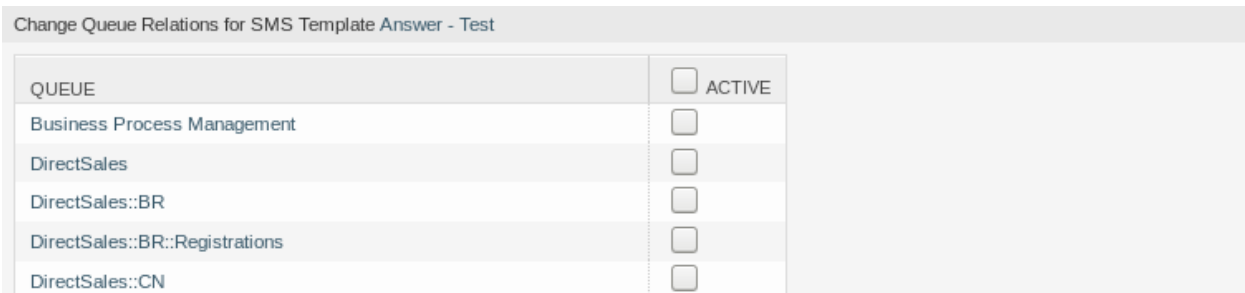 Change Queue Relations for SMS Template Answer - Test
QUEUE ACTIVE
Business Process Management
DirectSales
DirectSales::BR
DirectSales::BR::Registrations
DirectSales::CN